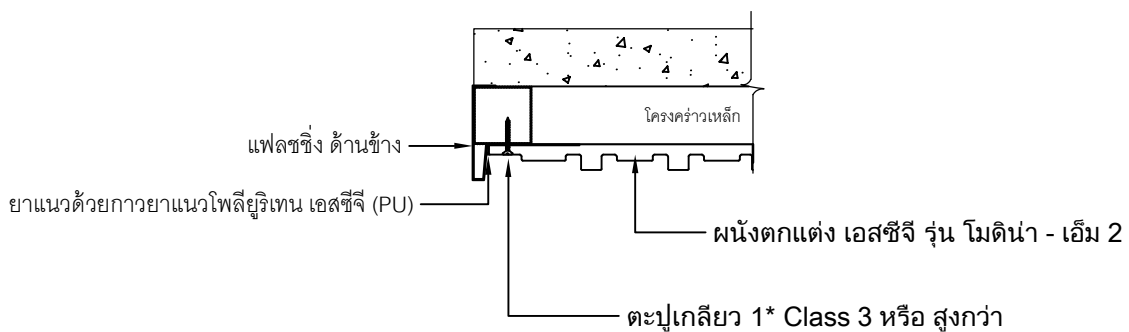 โครงคร่าวเหล็ก
แฟลชชิ่ง ด้านข้าง
ยาแนวด้วยกาวยาแนวโพลียูริเทน เอสซีจี (PU)
ผนังตกแต่ง เอสซีจี รุ่น โมดิน่า - เอ็ม 2
ตะปูเกลียว 1* Class 3 หรือ สูงกว่า